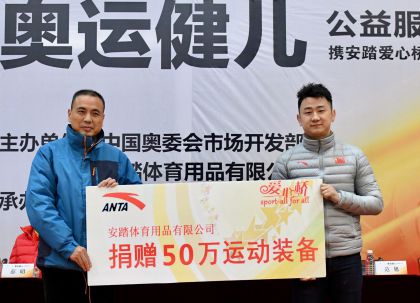 奥运健儿
公益服
携安踏爱心桥
主办单
中国奥委会市场开发部
踏体育用品有限公
承办
ANTA
爱心桥
sport-all for all
安踏体育用品有限公司
捐赠50万运动装备